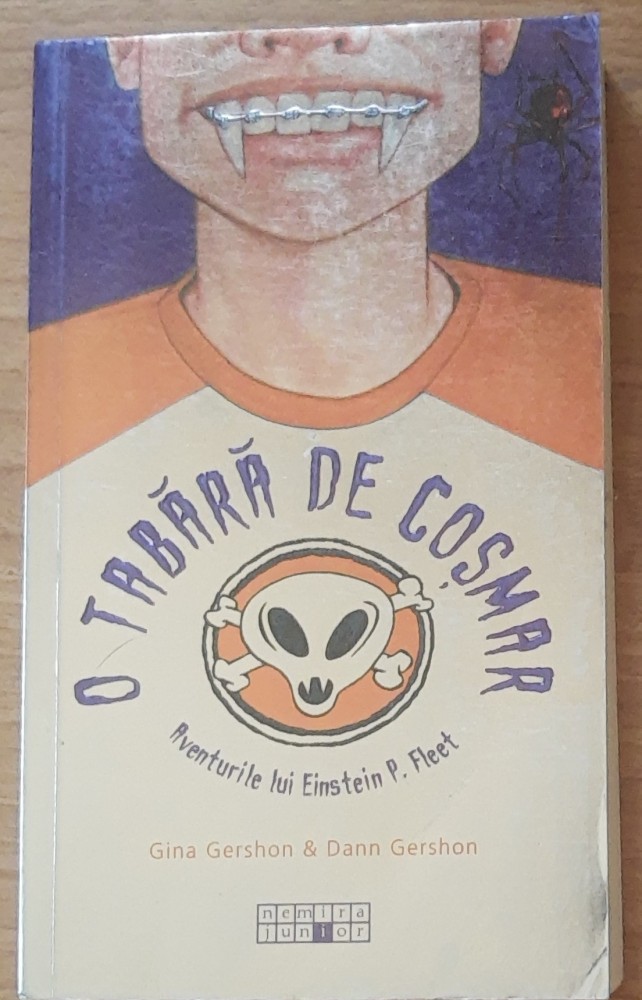 O TABĂRĂ DE COȘMAR
Aventurile lui Einstein P. Fleet
Gina Gershon & Dann Gershon
nemira
junior